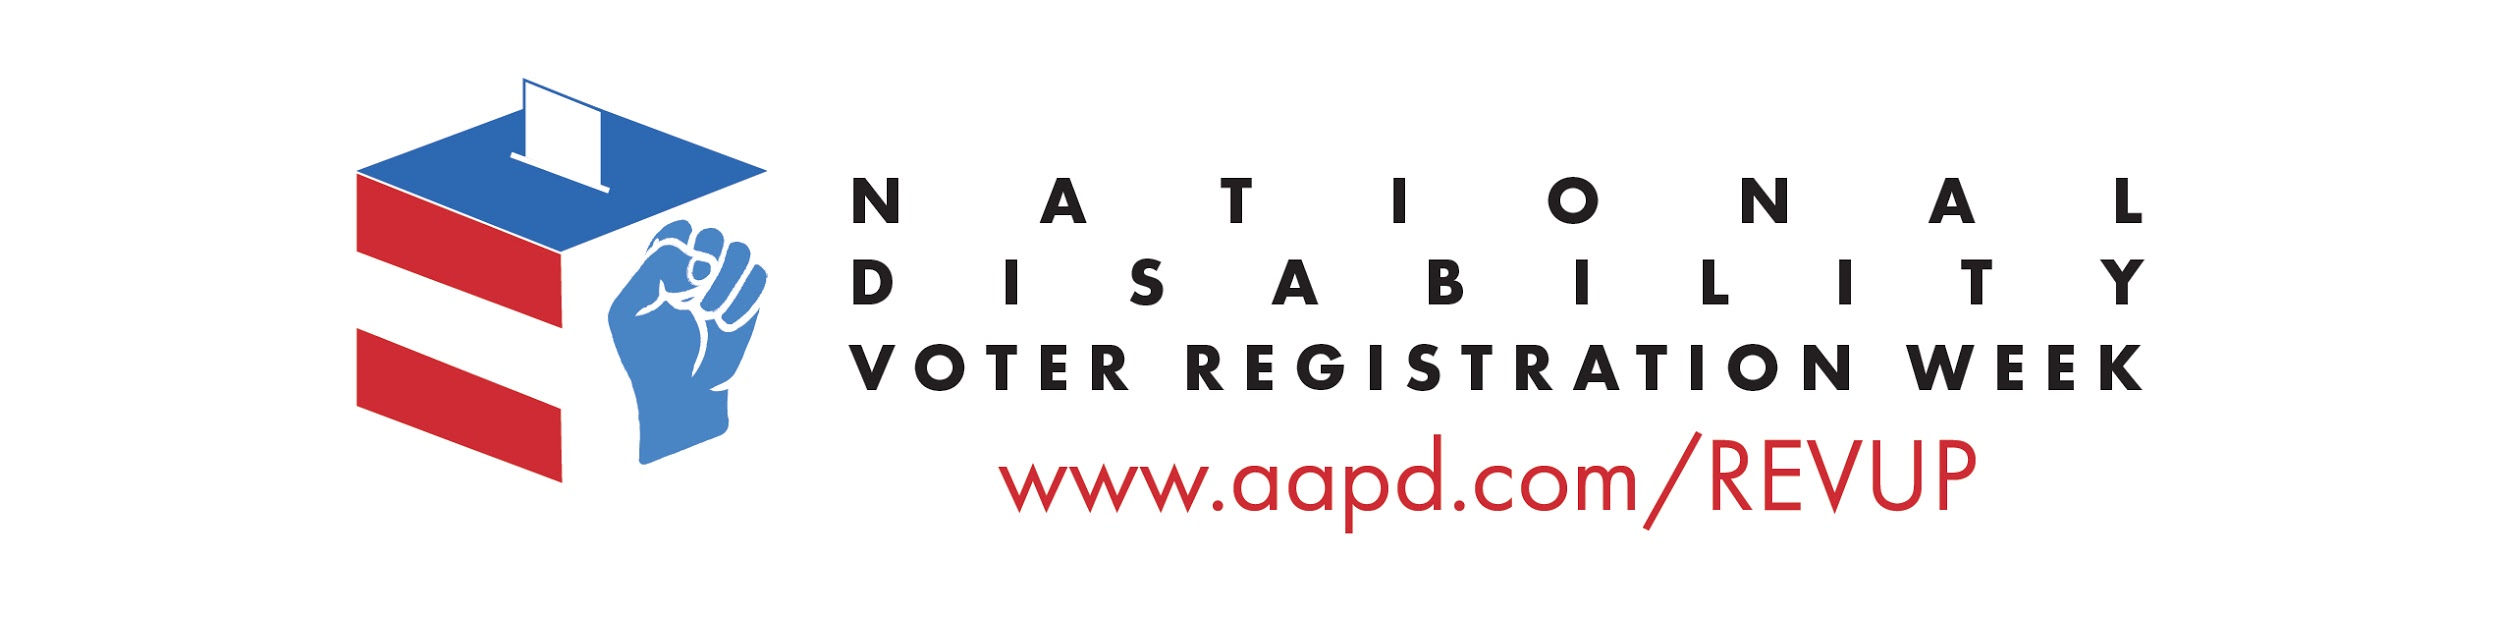 NATIONAL
DISABILITY
VOTER REGISTRATION WEEK
www.aapd.com/REVUP